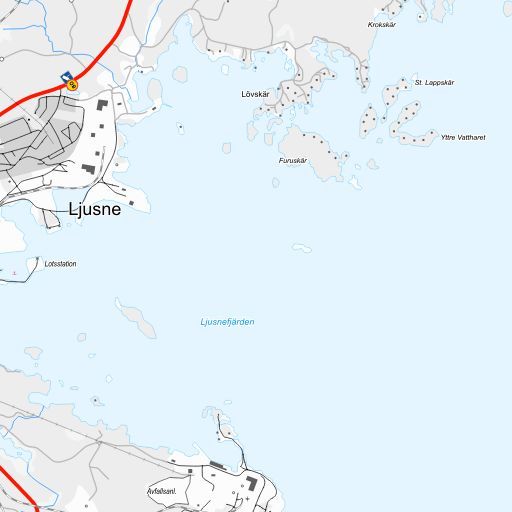 Krokskär
St. Lappskär
Lövskär
Yttre Vattharet
Furuskär
Ljusne
Lotsstation
Ljusnefjärden
Avfallsanl.